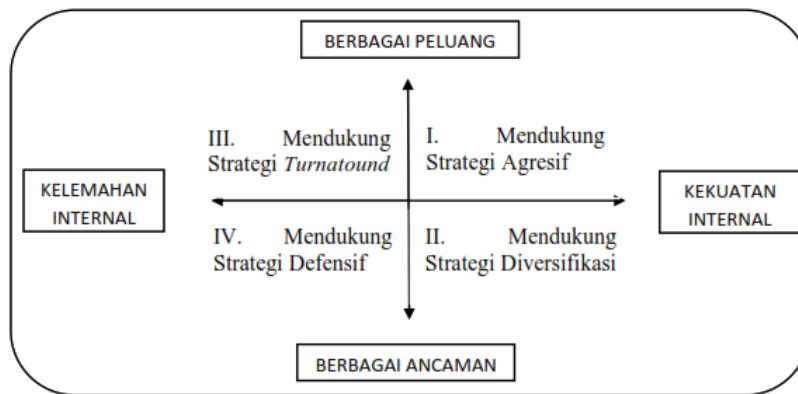 BERBAGAI PELUANG
III. Mendukung
Strategi Turnatound
I. Mendukung
Strategi Agresif
KELEMAHAN
INTERNAL
KEKUATAN
INTERNAL
IV. Mendukung
Strategi Defensif
II. Mendukung
Strategi Diversifikasi
BERBAGAI ANCAMAN